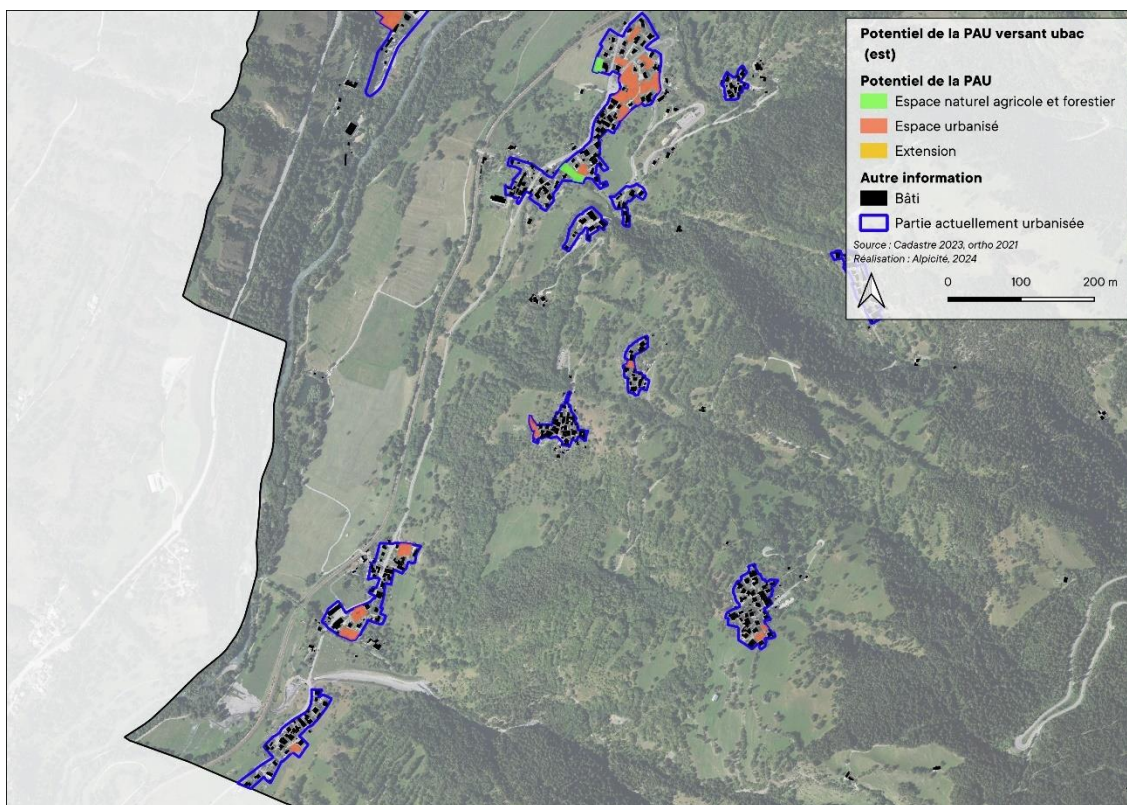 Potentiel de la PAU versant ubac
(est)
Potentiel de la PAU
Espace naturel agricole et forestier
Espace urbanisé
Extension
Autre information
Bâti
Partie actuellement urbanisée
Source : Cadastre 2023, ortho 2021
Réalisation : Alpicité, 2024
0 100 200 m